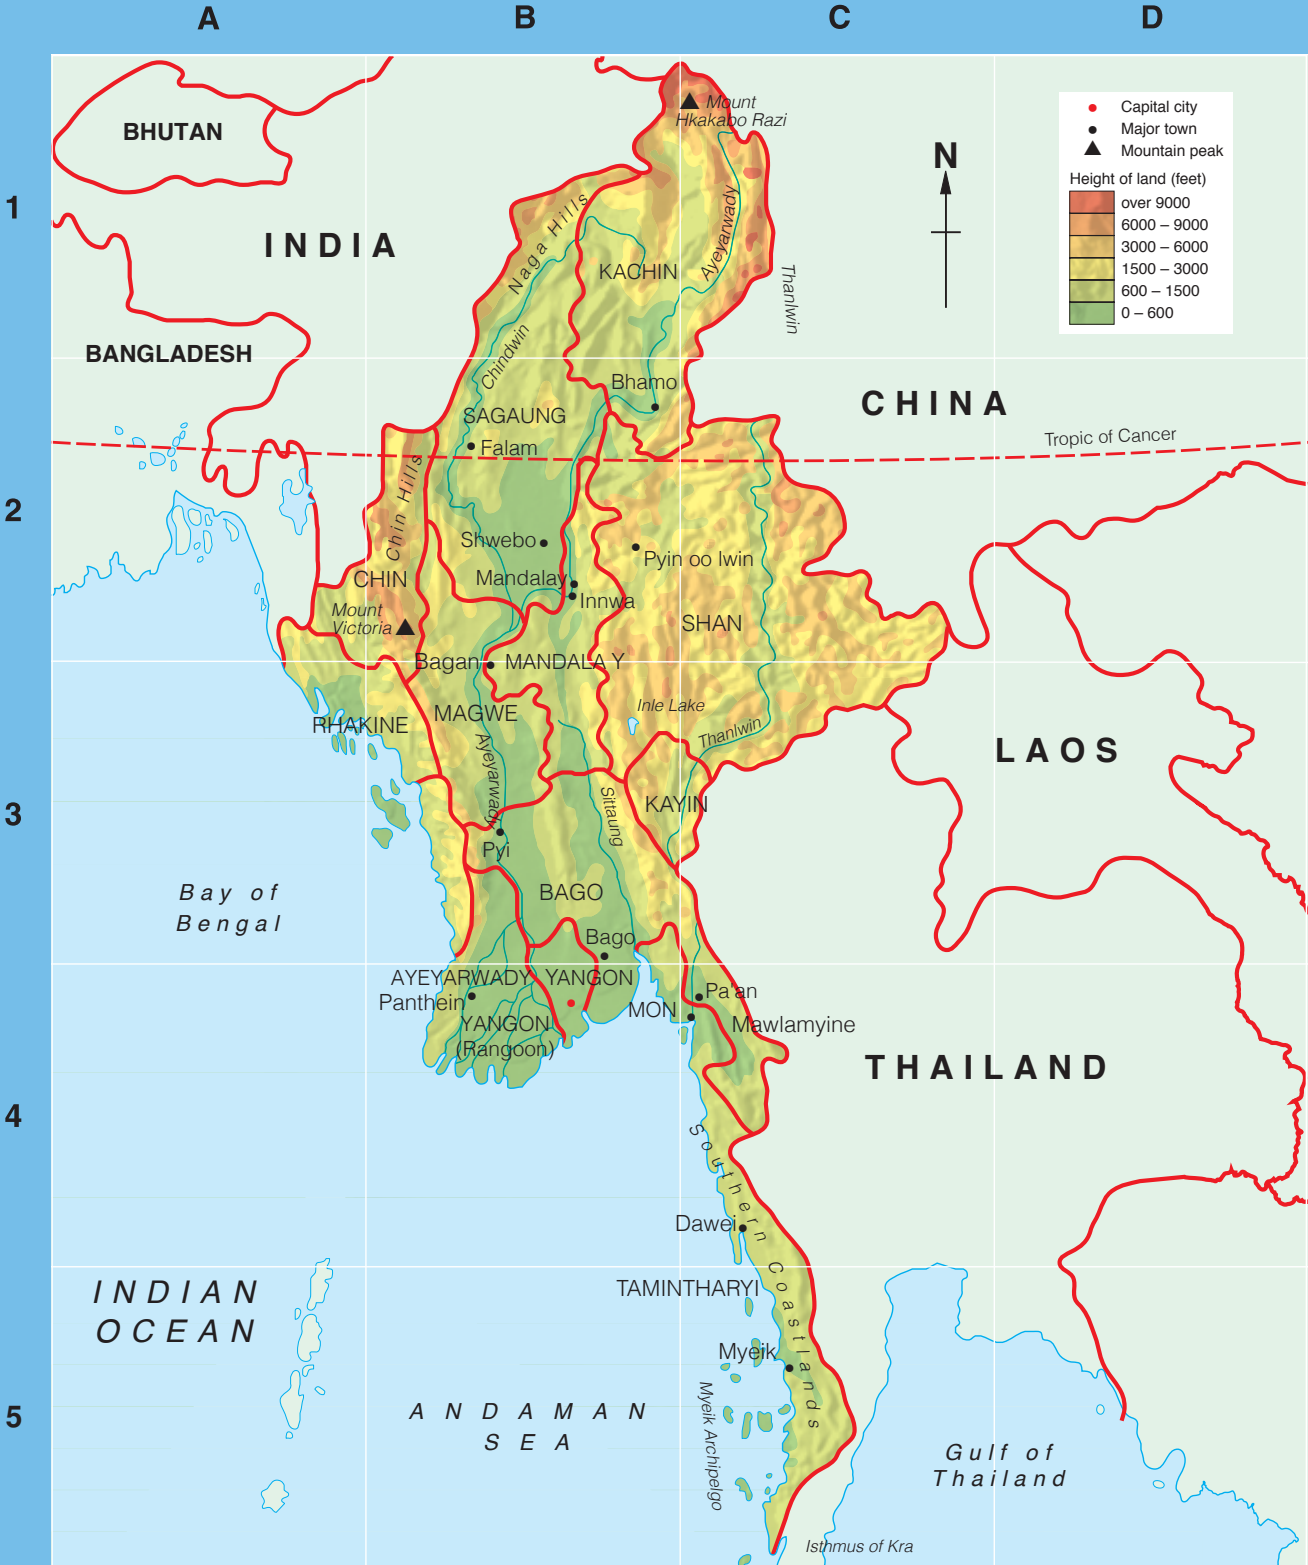 A B C D
1
2
3
4
5
BHUTAN
INDIA
BANGLADESH
CHINA
LAOS
THAILAND
N
Capital city
Major town
Mountain peak
Height of land (feet)
over 9000
6000 – 9000
3000 – 6000
1500 – 3000
600 – 1500
0 – 600
Mount
Hkakabo Razi
Naga Hills
KACHIN
Ayeyarwady
Thanlwin
Chindwin
Bhamo
SAGAUNG
Falam
Tropic of Cancer
Chin Hills
Shwebo
Pyin oo lwin
CHIN
Mandalay
Innwa
Mount
Victoria
SHAN
Bagan
MANDALA Y
RHAKINE
MAGWE
Inle Lake
Thanlwin
Ayeyarwady
Sittaung
KAYIN
Pyi
BAGO
Bay of
Bengal
Bago
AYEYARWADY
YANGON
Panthein
Pa'an
MON
YANGON
(Rangoon)
Mawlamyine
Southern Coastlands
Dawei
TAMINTHARYI
INDIAN
OCEAN
Myeik
Myeik Archipelgo
ANDAMAN
SEA
Gulf of
Thailand
Isthmus of Kra